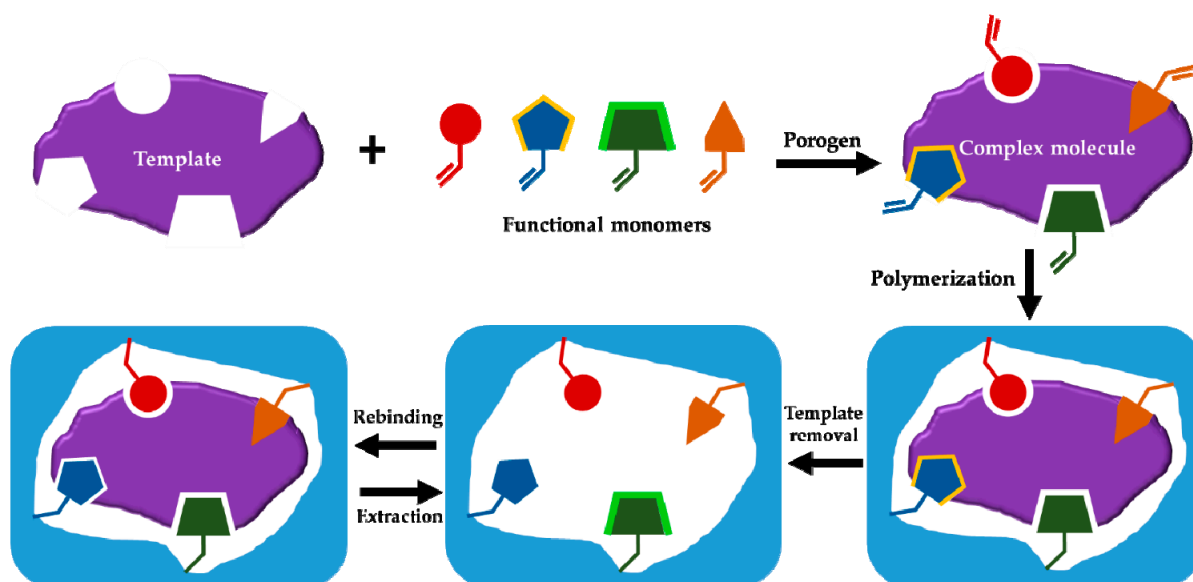 Template
+
Functional monomers
Porogen
Complex molecule
Polymerization
Rebinding
Extraction
Template
removal